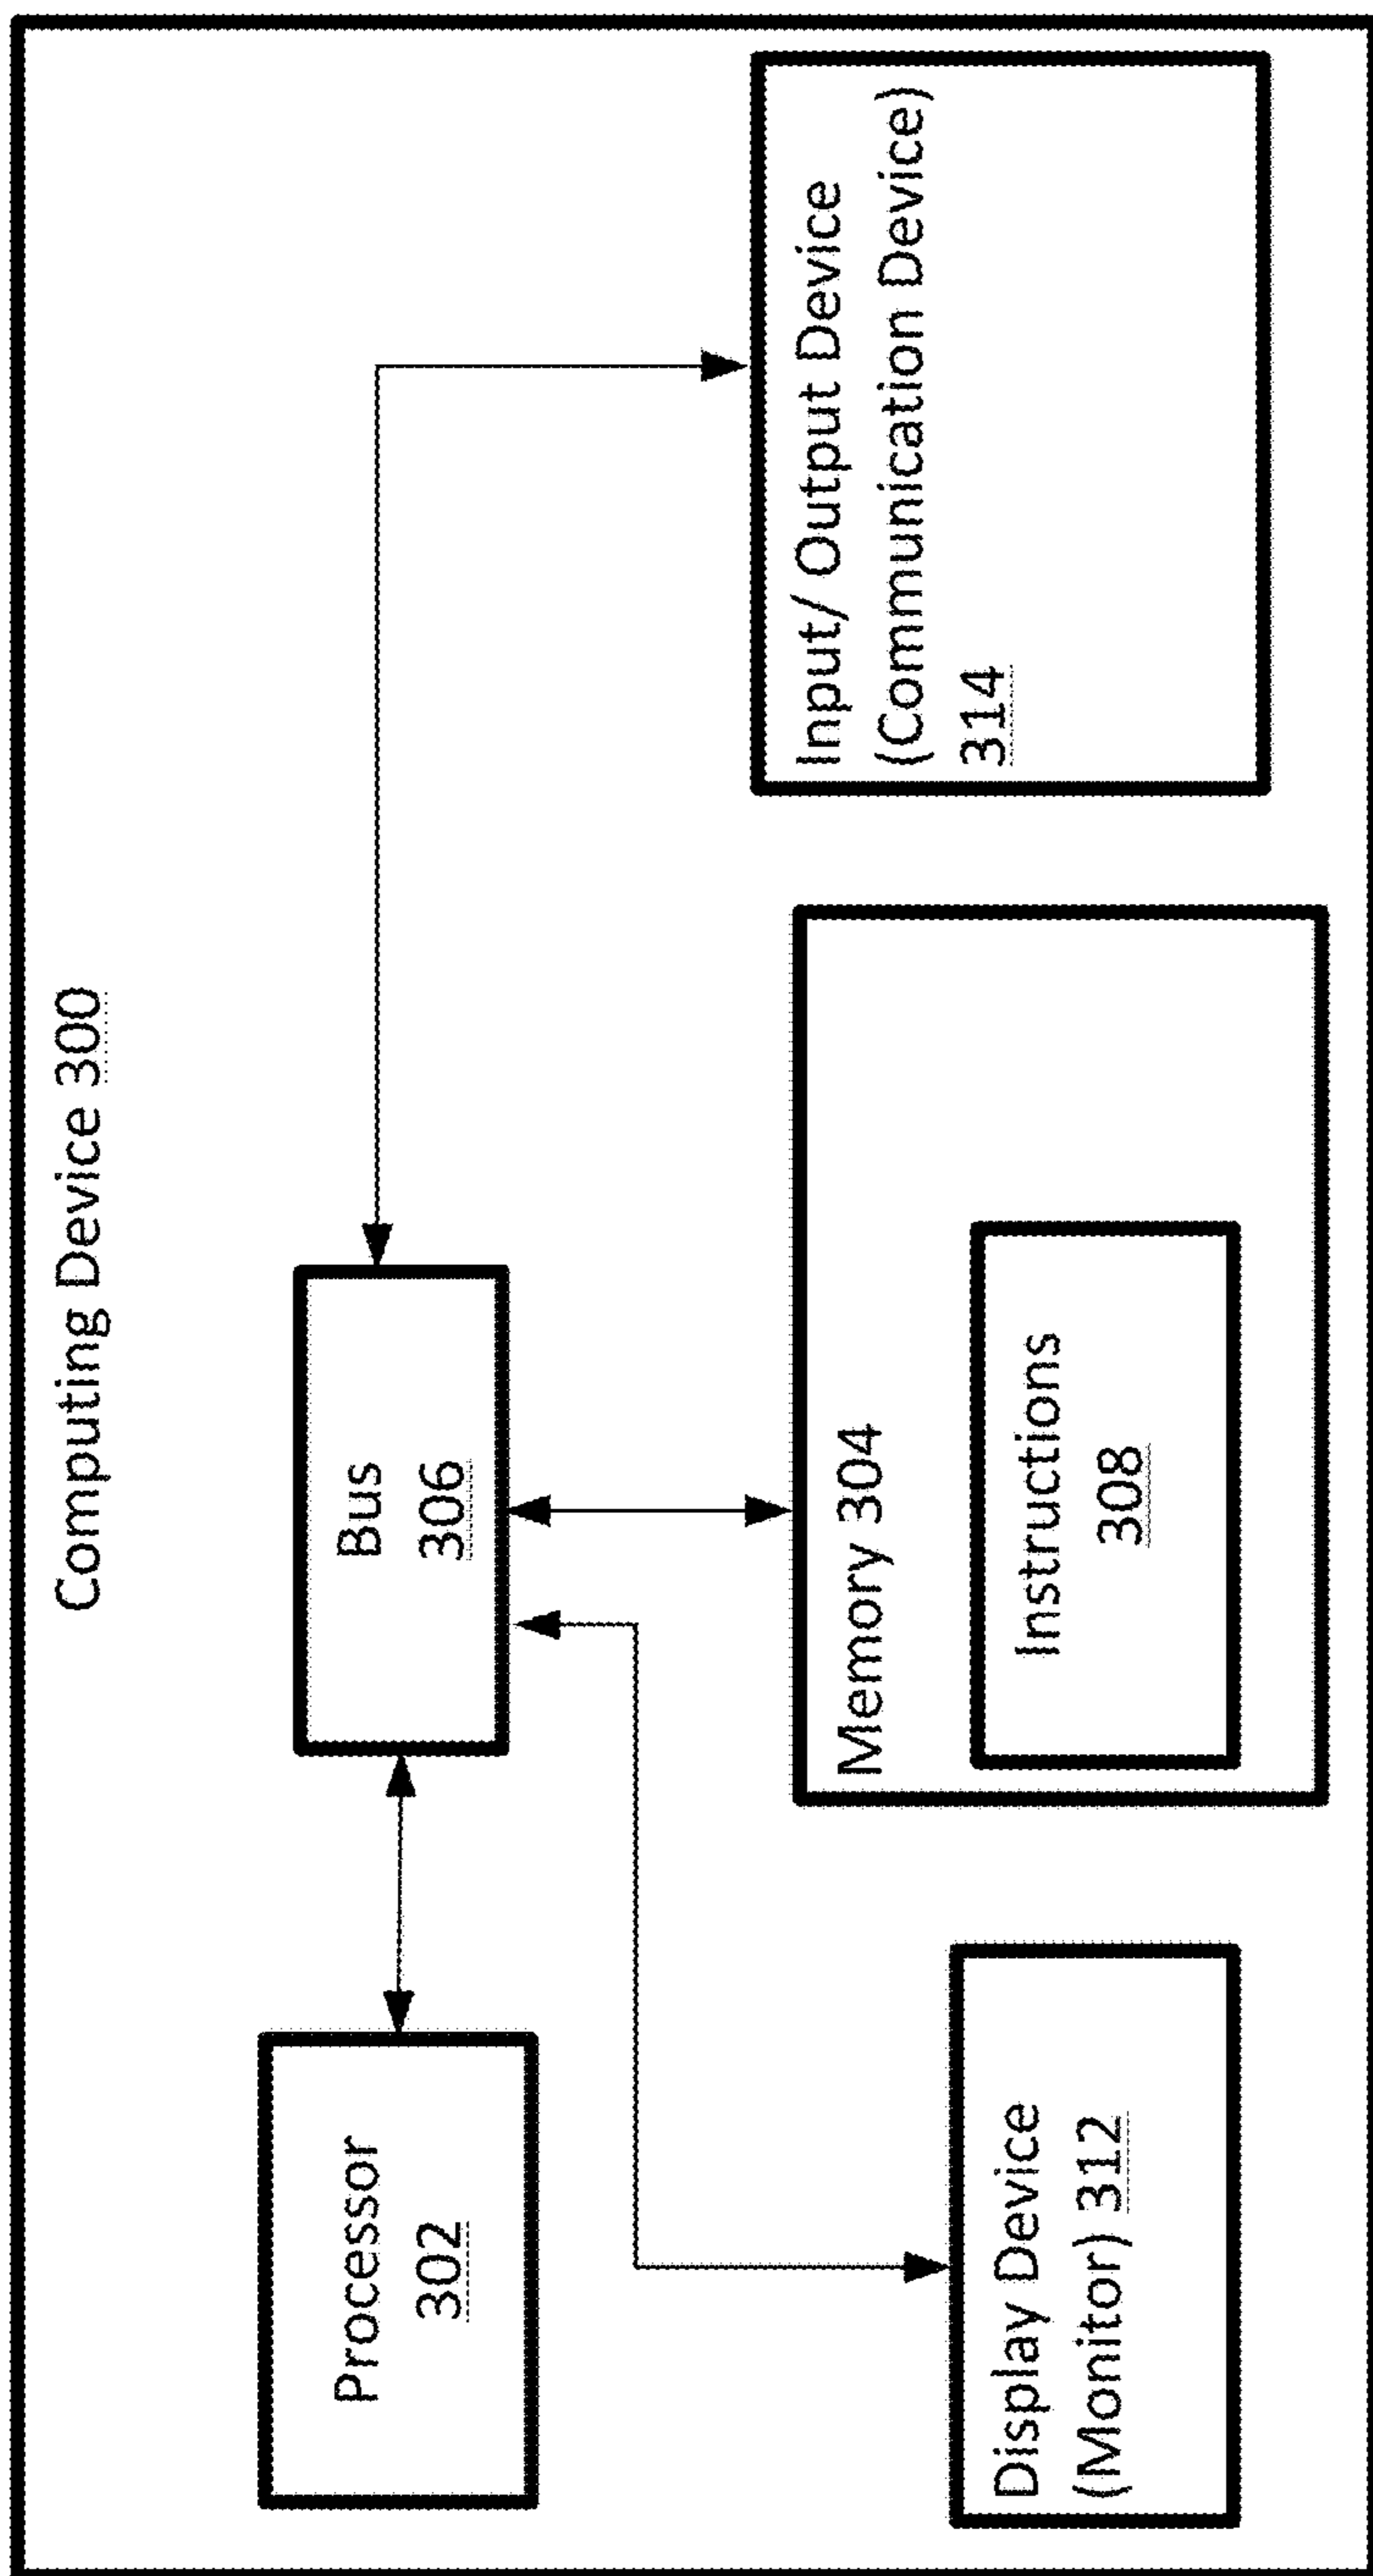 Computing Device 300
Processor
302
Bus
306
Memory 304
Instructions
308
Display Device
(Monitor) 312
Input/ Output Device
(Communication Device)
314